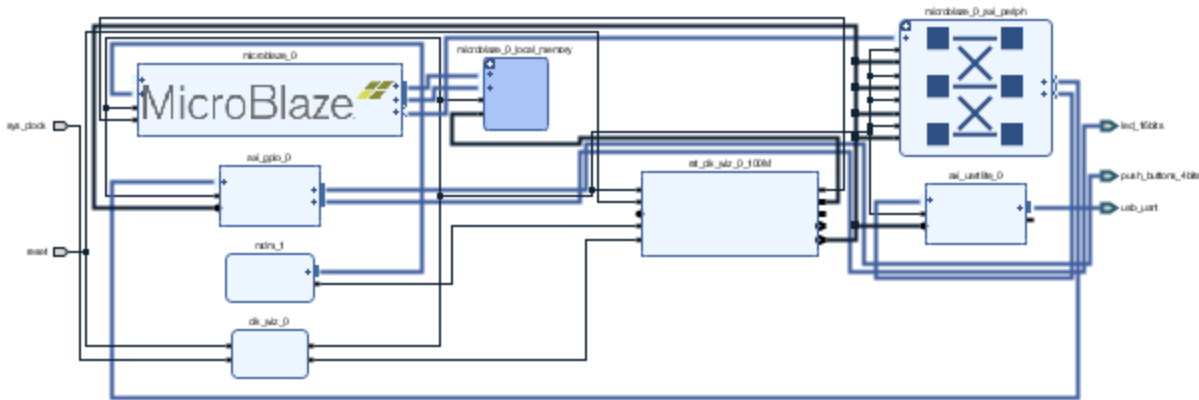 microblaze_0_axi_periph
microblaze_0_local_memory
microblaze_0
MicroBlaze
sys_clock
led_16bits
axi_gpio_0
rst_clk_wiz_0_100M
push_buttons_4bits
axi_uartlite_0
usb_uart
reset
mdm_1
clk_wiz_0